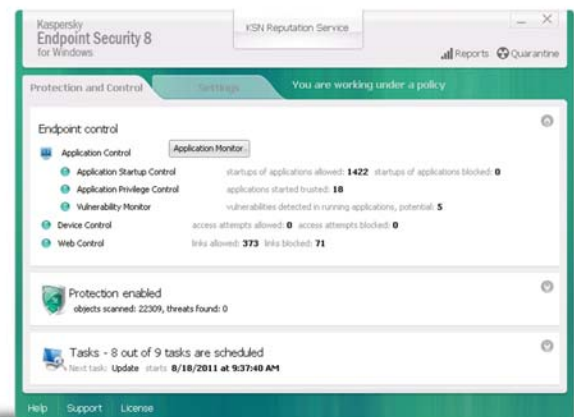 Kaspersky
Endpoint Security 8
for Windows
KSN Reputation Service
Reports Quarantine
Protection and Control Settings You are working under a policy
Endpoint control
Application Control Application Monitor
Application Startup Control startups of applications allowed: 1422 startups of applications blocked: 0
Application Privilege Control applications started trusted: 18
Vulnerability Monitor vulnerabilities detected in running applications, potential: 5
Device Control access attempts allowed: 0 access attempts blocked: 0
Web Control links allowed: 373 links blocked: 71
Protection enabled
objects scanned: 22309, threats found: 0
Tasks - 8 out of 9 tasks are scheduled
Next task: Update starts 8/18/2011 at 9:37:40 AM
Help Support License